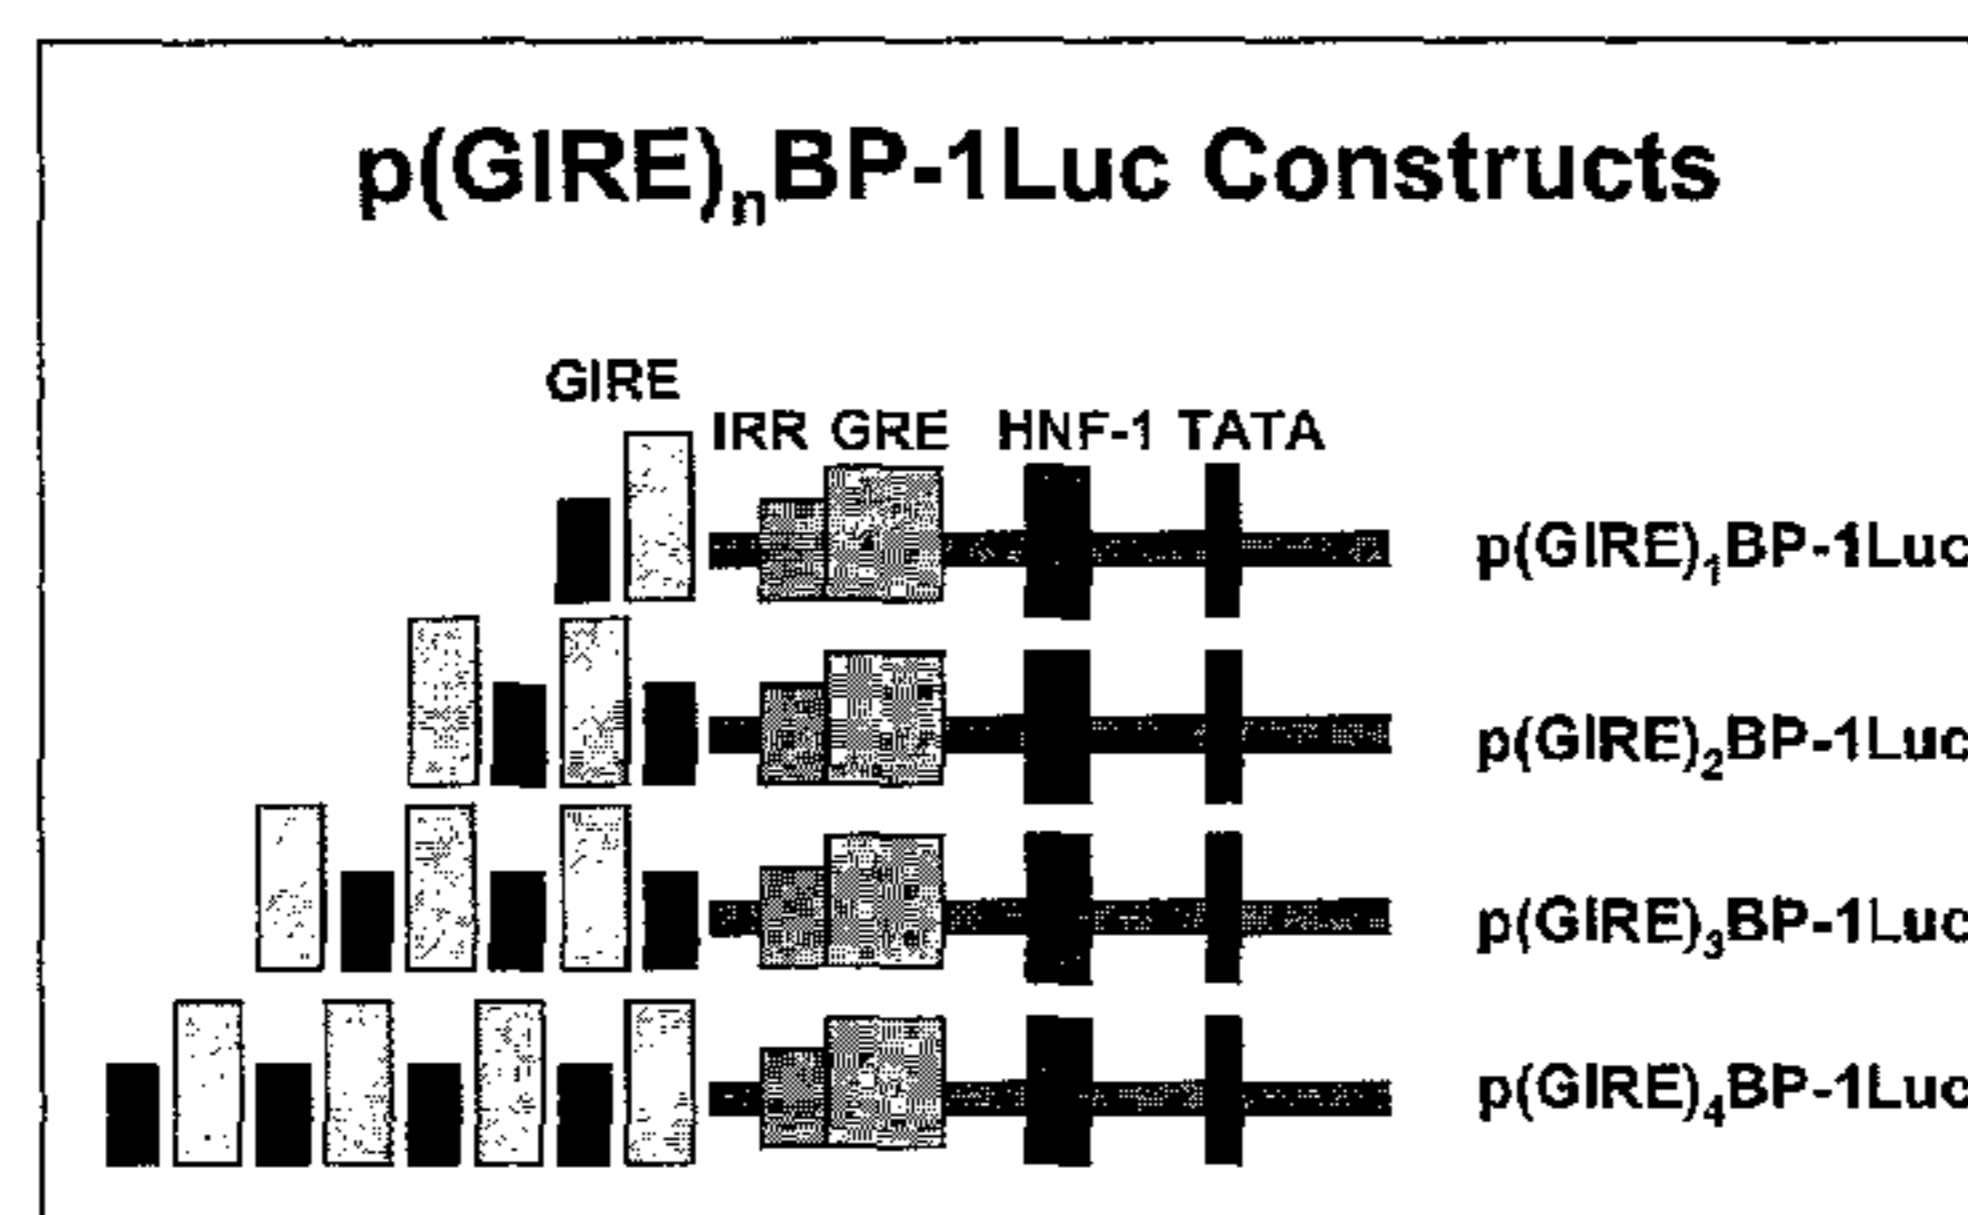 p(GIRE)nBP-1Luc Constructs
GIRE
IRR GRE HNF-1 TATA
p(GIRE)1BP-1Luc
p(GIRE)2BP-1Luc
p(GIRE)3BP-1Luc
p(GIRE)4BP-1Luc